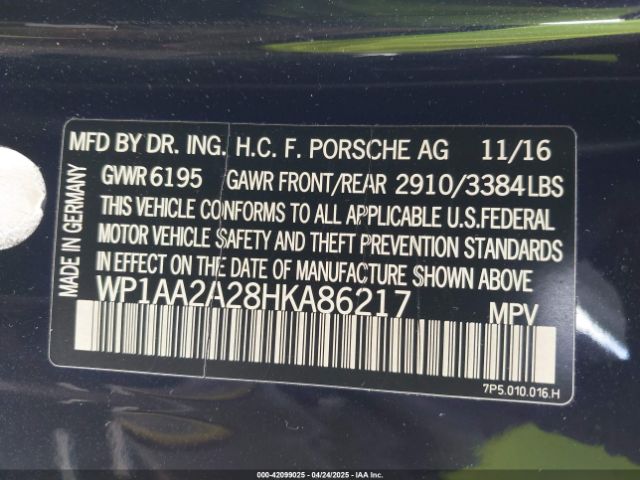 MFD BY DR. ING. H.C. F. PORSCHE AG 11/16
GWR 6195 GAWR FRONT/REAR 2910/3384 LBS
THIS VEHICLE CONFORMS TO ALL APPLICABLE U.S. FEDERAL
MOTOR VEHICLE SAFETY AND THEFT PREVENTION STANDARDS
IN EFFECT ON THE DATE OF MANUFACTURE SHOWN ABOVE
WP1AA2A28HKA86217 MPV
MADE IN GERMANY
7P5.010.016.H
000-42099025 - 04/24/2025 - IAA Inc.